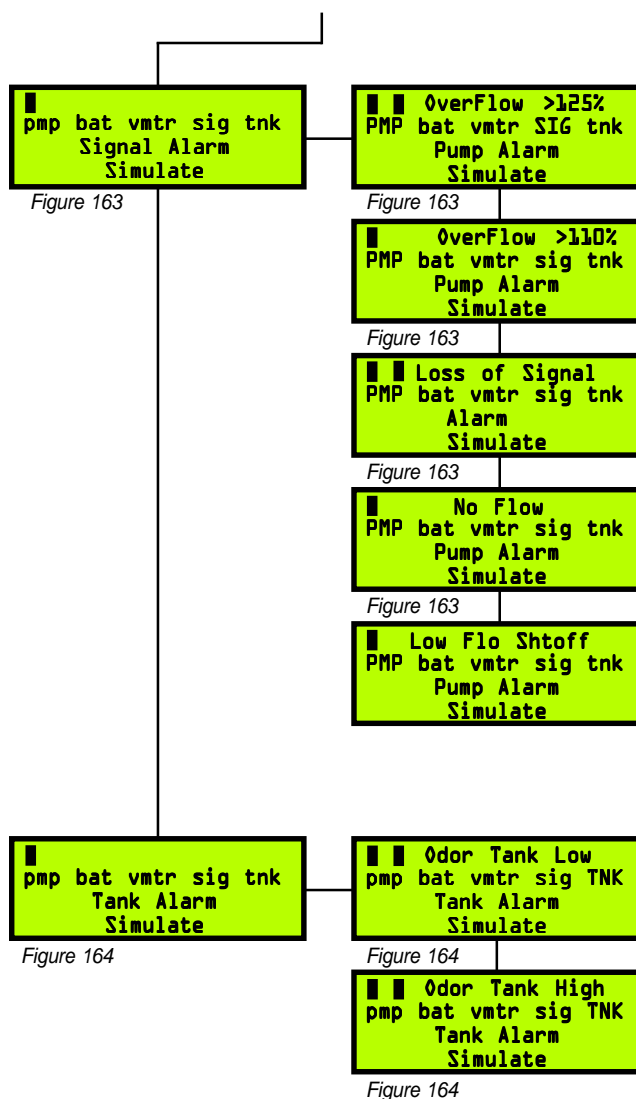 pmp bat vmtr sig tnk
Signal Alarm
Simulate
Figure 163
OverFlow >125%
PMP bat vmtr SIG tnk
Pump Alarm
Simulate
Figure 163
OverFlow >110%
PMP bat vmtr sig tnk
Pump Alarm
Simulate
Figure 163
Loss of Signal
PMP bat vmtr sig tnk
Alarm
Simulate
Figure 163
No Flow
PMP bat vmtr sig tnk
Pump Alarm
Simulate
Figure 163
Low Flo Shtoff
PMP bat vmtr sig tnk
Pump Alarm
Simulate
pmp bat vmtr sig tnk
Tank Alarm
Simulate
Figure 164
Odor Tank Low
pmp bat vmtr sig TNK
Tank Alarm
Simulate
Figure 164
Odor Tank High
pmp bat vmtr sig TNK
Tank Alarm
Simulate
Figure 164